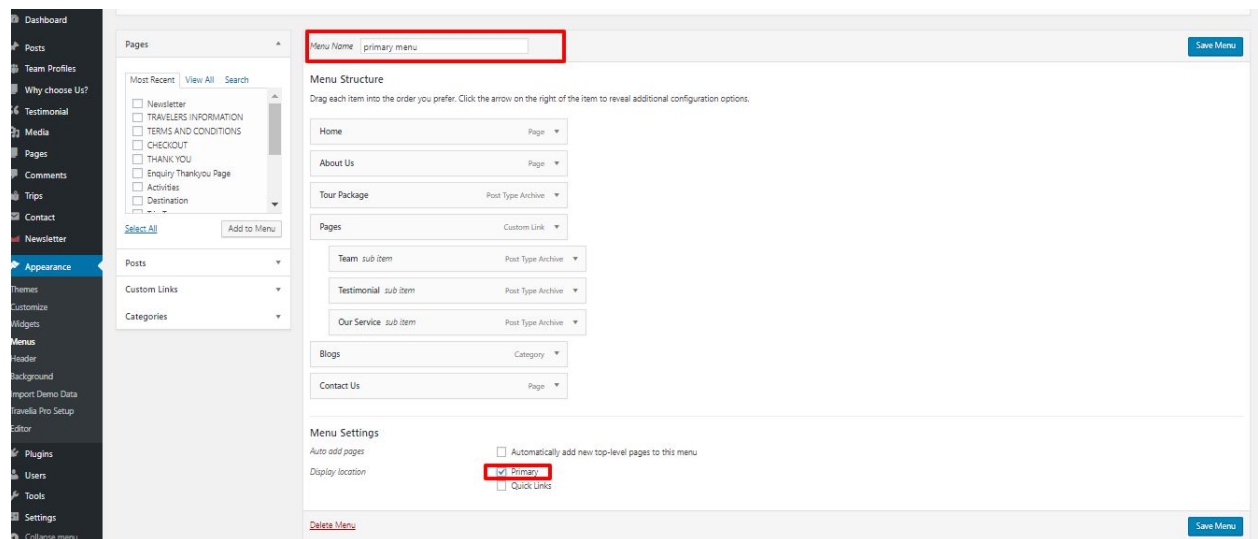 Dashboard
Posts
Team Profiles
Why choose Us?
Testimonial
Media
Pages
Comments
Trips
Contact
Newsletter
Appearance
Themes
Customize
Widgets
Menus
Header
Background
Import Demo Data
Travelia Pro Setup
Editor
Plugins
Users
Tools
Settings
Collapse menu
Pages
Most Recent View All Search
Newsletter
TRAVELERS INFORMATION
TERMS AND CONDITIONS
CHECKOUT
THANK YOU
Enquiry Thankyou Page
Activities
Destination
Select All Add to Menu
Posts
Custom Links
Categories
Menu Name primary menu Save Menu
Menu Structure
Drag each item into the order you prefer. Click the arrow on the right of the item to reveal additional configuration options.
Home Page
About Us Page
Tour Package Post Type Archive
Pages Custom Link
Team sub item Post Type Archive
Testimonial sub item Post Type Archive
Our Service sub item Post Type Archive
Blogs Category
Contact Us Page
Menu Settings
Auto add pages Automatically add new top-level pages to this menu
Display location Primary
Quick Links
Delete Menu Save Menu